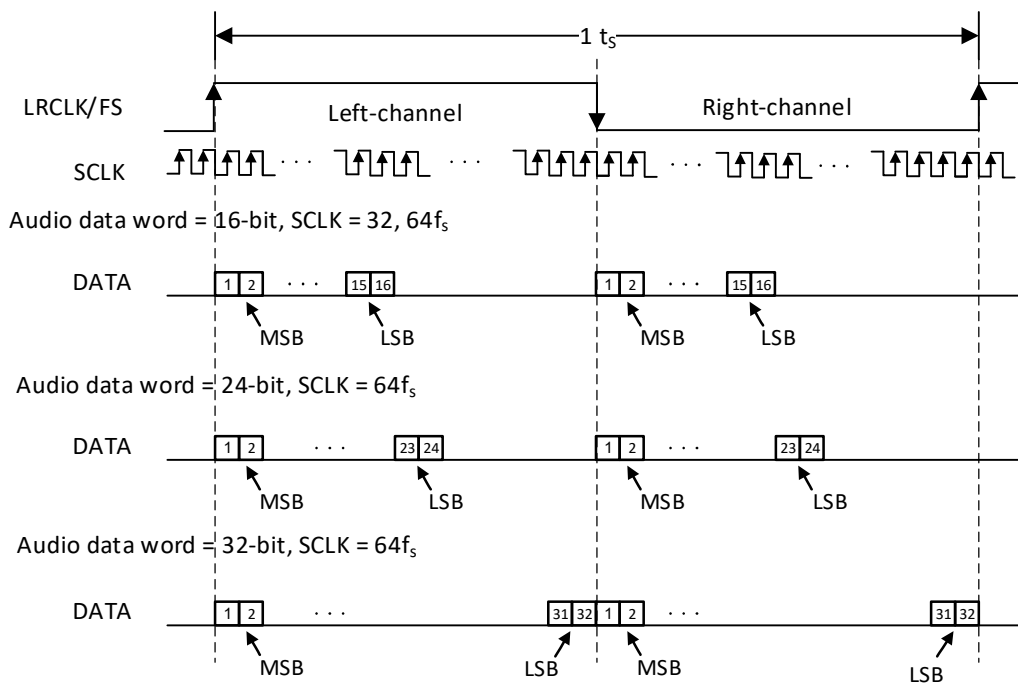 1 tS
LRCLK/FS
Left-channel
Right-channel
SCLK
· · ·
· · ·
· · ·
· · ·
Audio data word = 16-bit, SCLK = 32, 64fs
DATA
1 2 · · · 15 16 1 2 · · · 15 16
MSB LSB MSB LSB
Audio data word = 24-bit, SCLK = 64fs
DATA
1 2 · · · 23 24 1 2 · · · 23 24
MSB LSB MSB LSB
Audio data word = 32-bit, SCLK = 64fs
DATA
1 2 · · · 31 32 1 2 · · · 31 32
MSB LSB MSB LSB